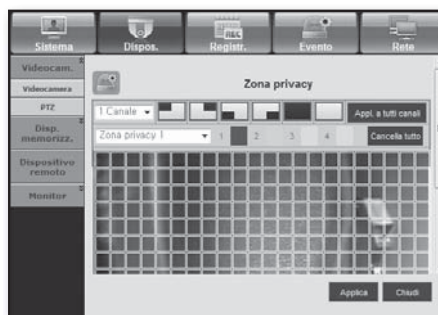 Sistema Dispos. Registr. Evento Rete
REC
Videocam.
Videocamera
PTZ
Disp. memorizz.
Dispositivo remoto
Monitor
Zona privacy
1 Canale Appl. a tutti canali
Zona privacy 1 1 2 3 4 Cancella tutto
Applica Chiudi